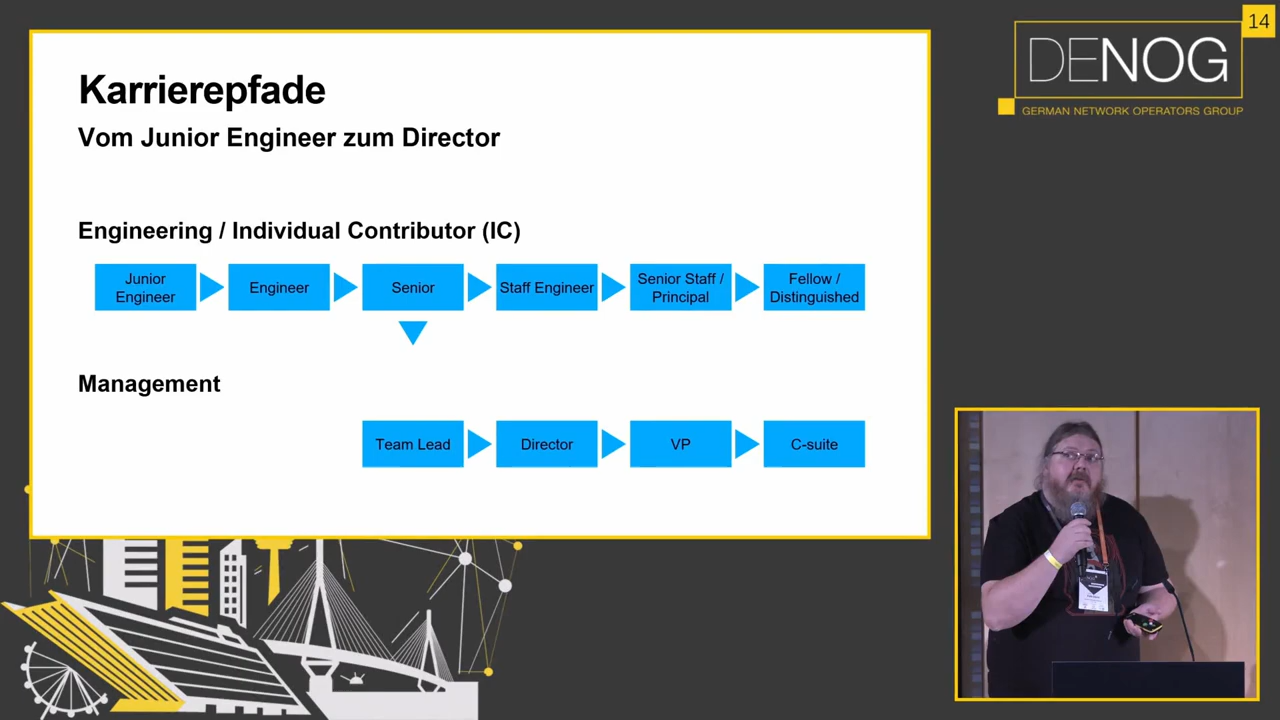 Karrierepfade
Vom Junior Engineer zum Director
Engineering / Individual Contributor (IC)
Junior
Engineer
Engineer
Senior
Staff Engineer
Senior Staff /
Principal
Fellow /
Distinguished
Management
Team Lead
Director
VP
C-suite
14
DENOG
GERMAN NETWORK OPERATORS GROUP